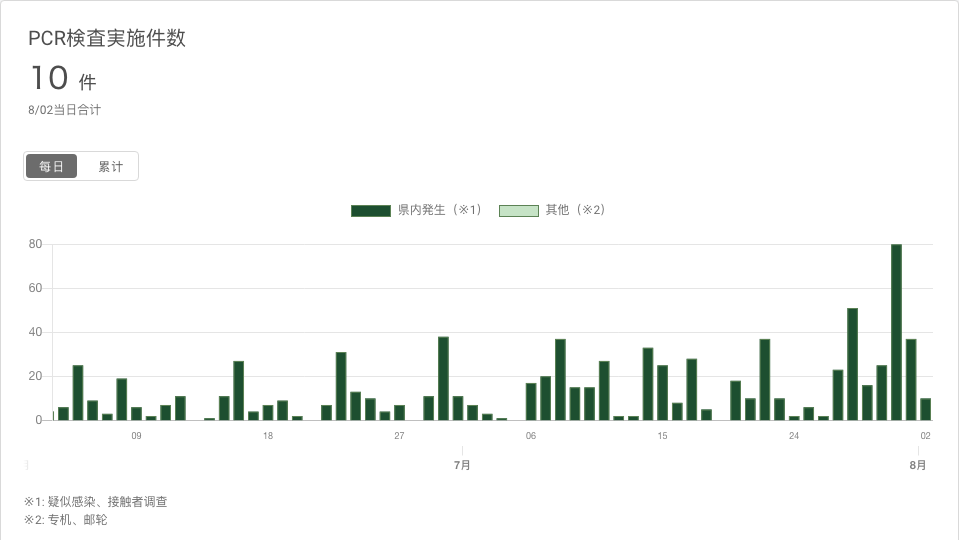 PCR検査実施件数
10 件
8/02当日合计
每日 累计
県内発生（※1） 其他（※2）
80
60
40
20
0
09 18 27 06 15 24 02
7月 8月
※1: 疑似感染、接触者调查
※2: 专机、邮轮